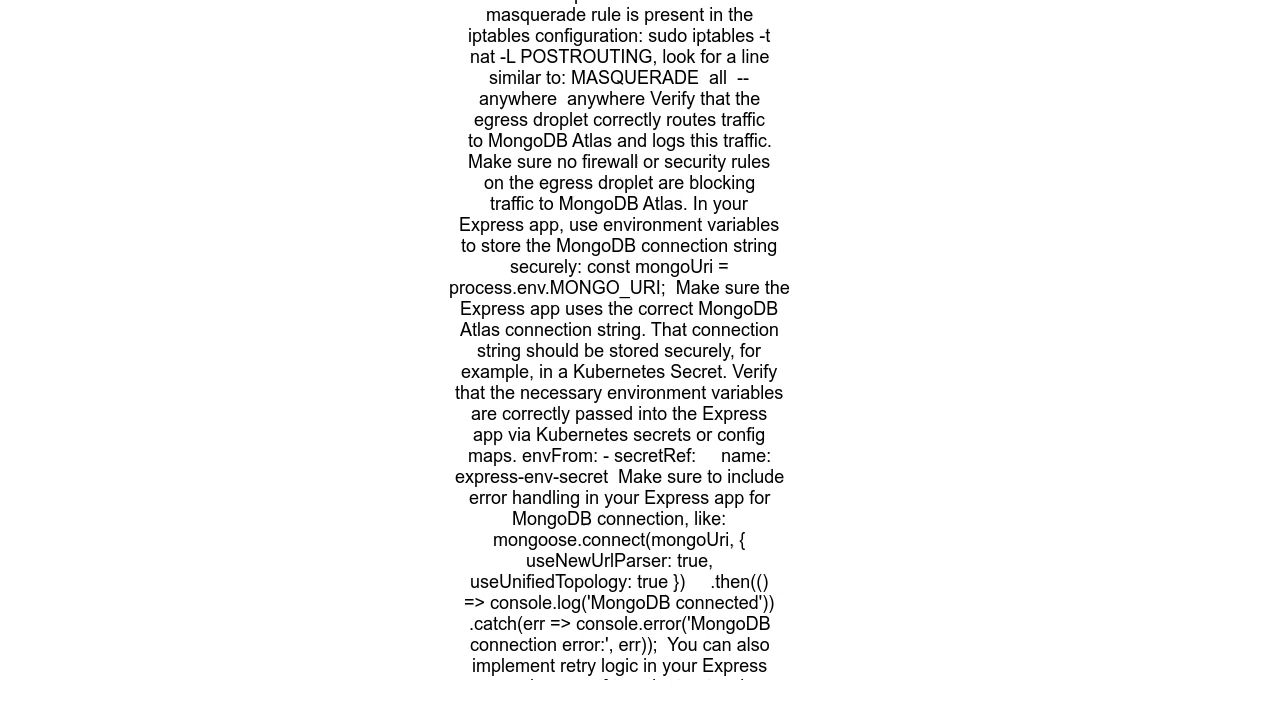 masquerade rule is present in the
iptables configuration: sudo iptables -t
nat -L POSTROUTING, look for a line
similar to: MASQUERADE  all  --
anywhere  anywhere Verify that the
egress droplet correctly routes traffic
to MongoDB Atlas and logs this traffic.
Make sure no firewall or security rules
on the egress droplet are blocking
traffic to MongoDB Atlas. In your
Express app, use environment variables
to store the MongoDB connection string
securely: const mongoUri =
process.env.MONGO_URI;  Make sure the
Express app uses the correct MongoDB
Atlas connection string. That connection
string should be stored securely, for
example, in a Kubernetes Secret. Verify
that the necessary environment variables
are correctly passed into the Express
app via Kubernetes secrets or config
maps. envFrom: - secretRef:     name:
express-env-secret  Make sure to include
error handling in your Express app for
MongoDB connection, like:
mongoose.connect(mongoUri, {
useNewUrlParser: true,
useUnifiedTopology: true })     .then(()
=> console.log('MongoDB connected'))
.catch(err => console.error('MongoDB
connection error:', err));  You can also
implement retry logic in your Express